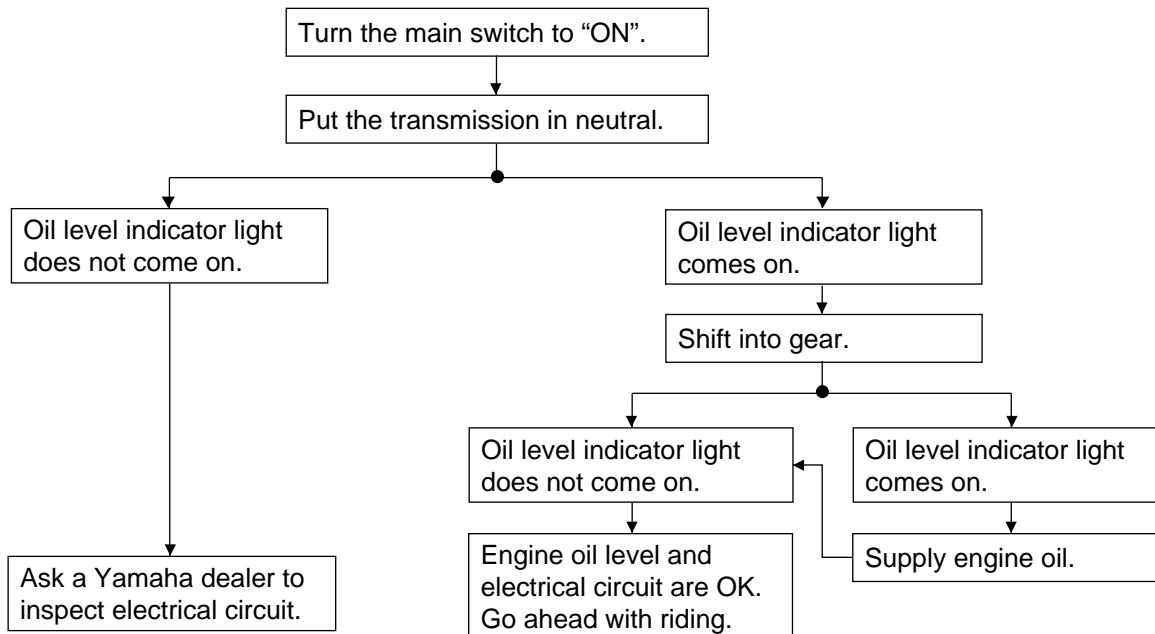 Turn the main switch to “ON”.
Put the transmission in neutral.
Oil level indicator light
does not come on.
Oil level indicator light
comes on.
Shift into gear.
Oil level indicator light
does not come on.
Oil level indicator light
comes on.
Engine oil level and
electrical circuit are OK.
Go ahead with riding.
Supply engine oil.
Ask a Yamaha dealer to
inspect electrical circuit.